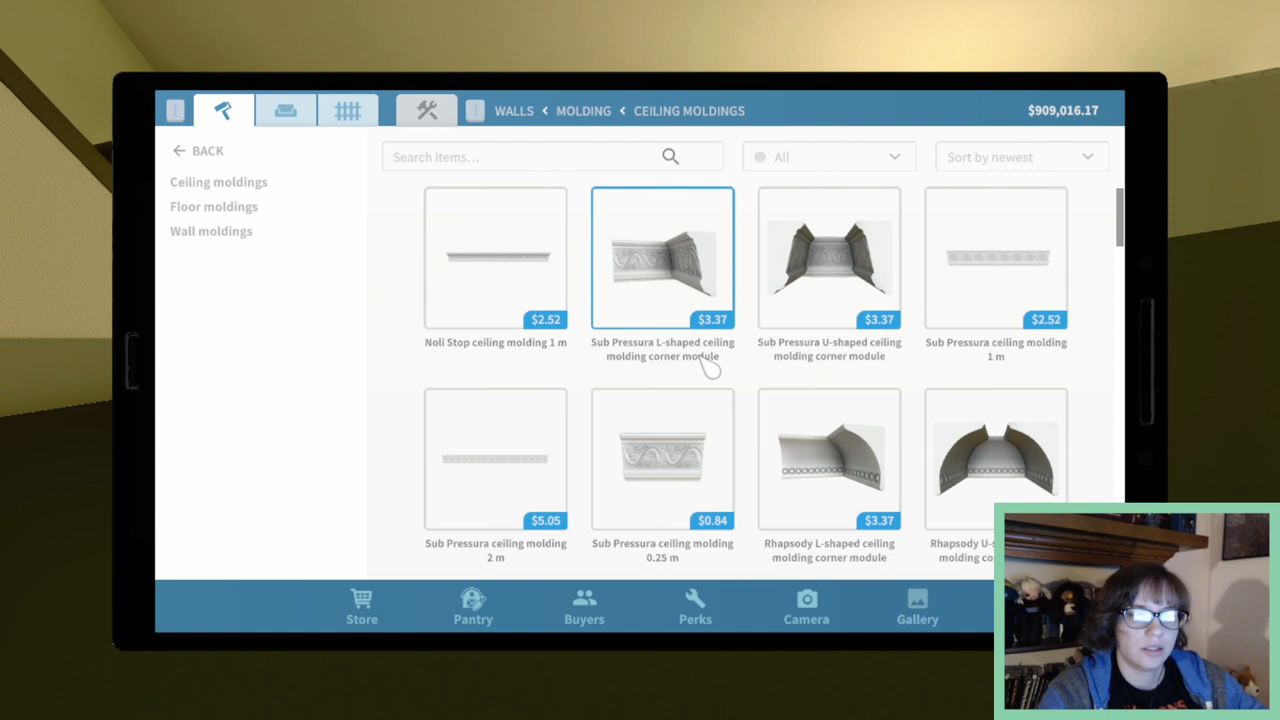 WALLS < MOLDING < CEILING MOLDINGS
$909,016.17
BACK
Search items...
All
Sort by newest
Ceiling moldings
Floor moldings
Wall moldings
$2.52
$3.37
$3.37
$2.52
Noli Stop ceiling molding 1 m
Sub Pressura L-shaped ceiling
molding corner module
Sub Pressura U-shaped ceiling
molding corner module
Sub Pressura ceiling molding
1 m
$5.05
$0.84
$3.37
Sub Pressura ceiling molding
2 m
Sub Pressura ceiling molding
0.25 m
Rhapsody L-shaped ceiling
molding corner module
Rhapsody U-
molding co
Store
Pantry
Buyers
Perks
Camera
Gallery